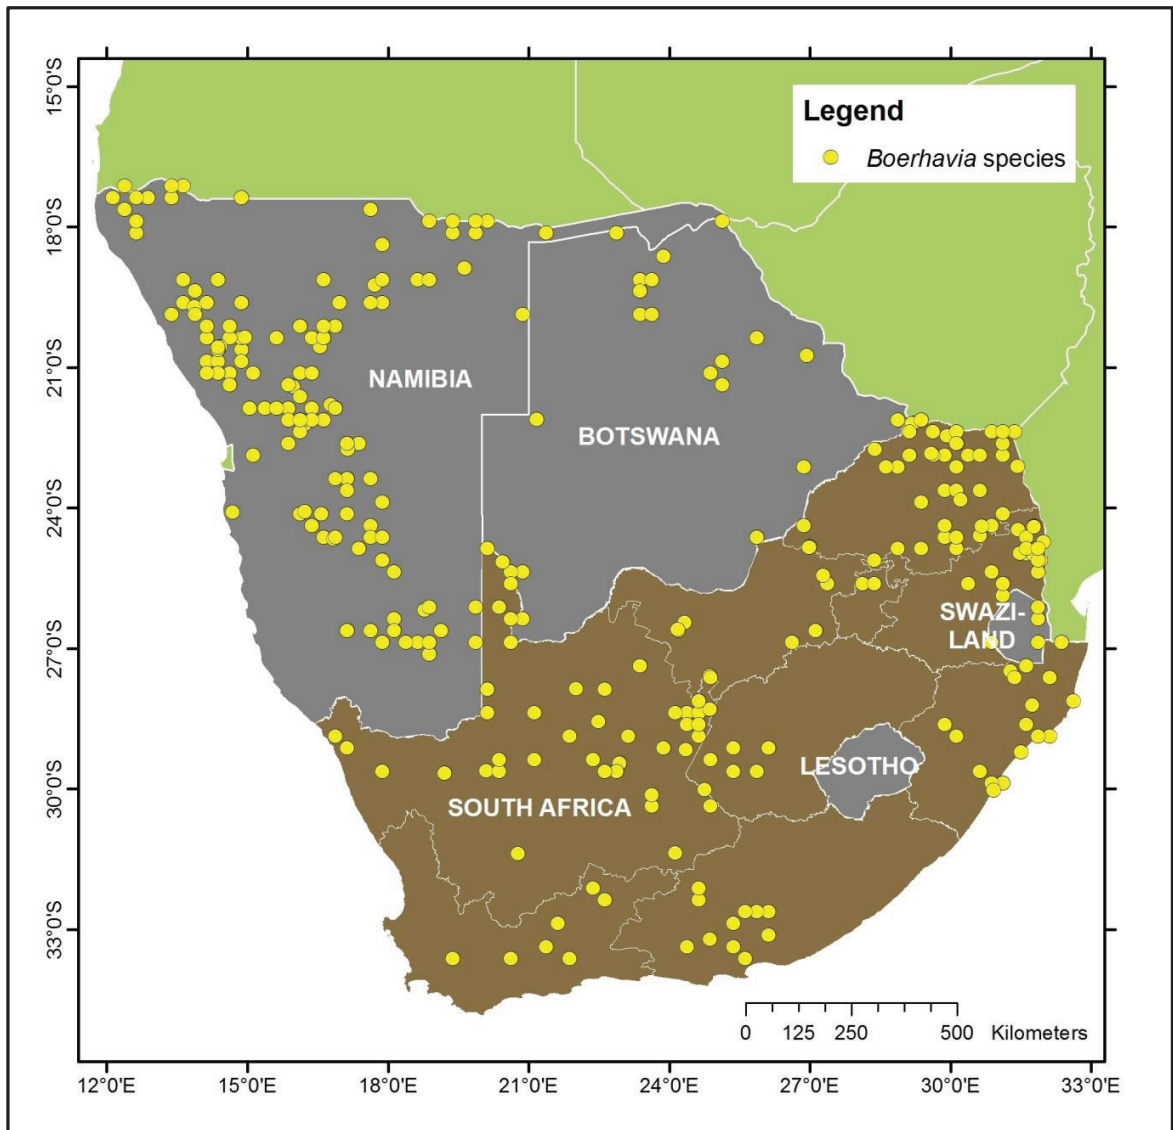 Legend
Boerhavia species
NAMIBIA
BOTSWANA
SWAZI-
LAND
LESOTHO
SOUTH AFRICA
0 125 250 500 Kilometers
15°0'S
18°0'S
21°0'S
24°0'S
27°0'S
30°0'S
33°0'S
12°0'E 15°0'E 18°0'E 21°0'E 24°0'E 27°0'E 30°0'E 33°0'E